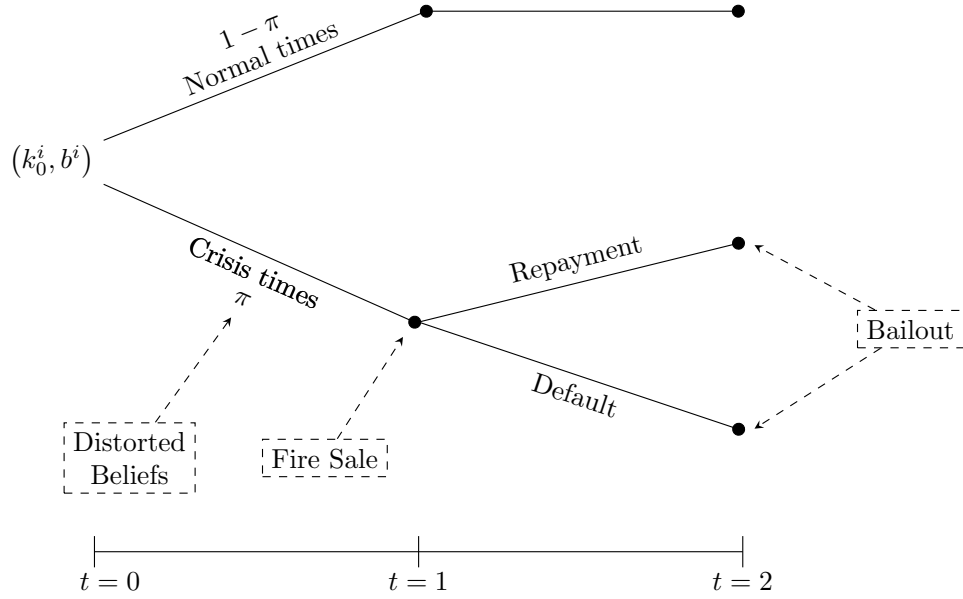 1 − π
Normal times
(k₀ⁱ, bⁱ)
Crisis times
π
Repayment
Default
Bailout
Distorted
Beliefs
Fire Sale
t = 0
t = 1
t = 2